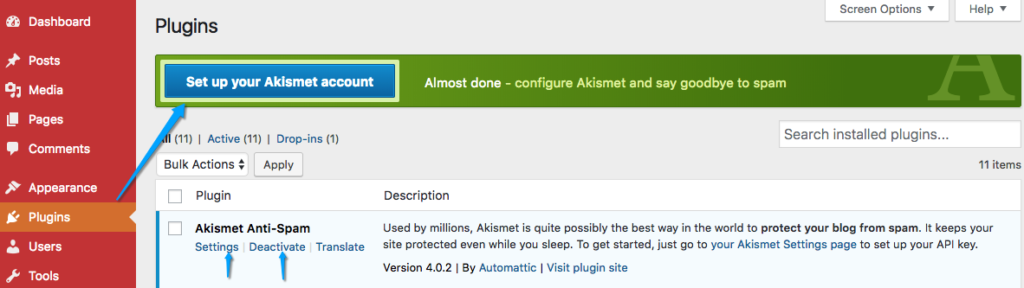 Dashboard
Posts
Media
Pages
Comments
Appearance
Plugins
Users
Tools
Screen Options ▼
Help ▼
Plugins
Set up your Akismet account
Almost done - configure Akismet and say goodbye to spam
A
All (11) | Active (11) | Drop-ins (1)
Search installed plugins...
Bulk Actions
Apply
11 items
Plugin
Description
Akismet Anti-Spam
Settings | Deactivate | Translate
Used by millions, Akismet is quite possibly the best way in the world to protect your blog from spam. It keeps your
site protected even while you sleep. To get started, just go to your Akismet Settings page to set up your API key.
Version 4.0.2 | By Automattic | Visit plugin site